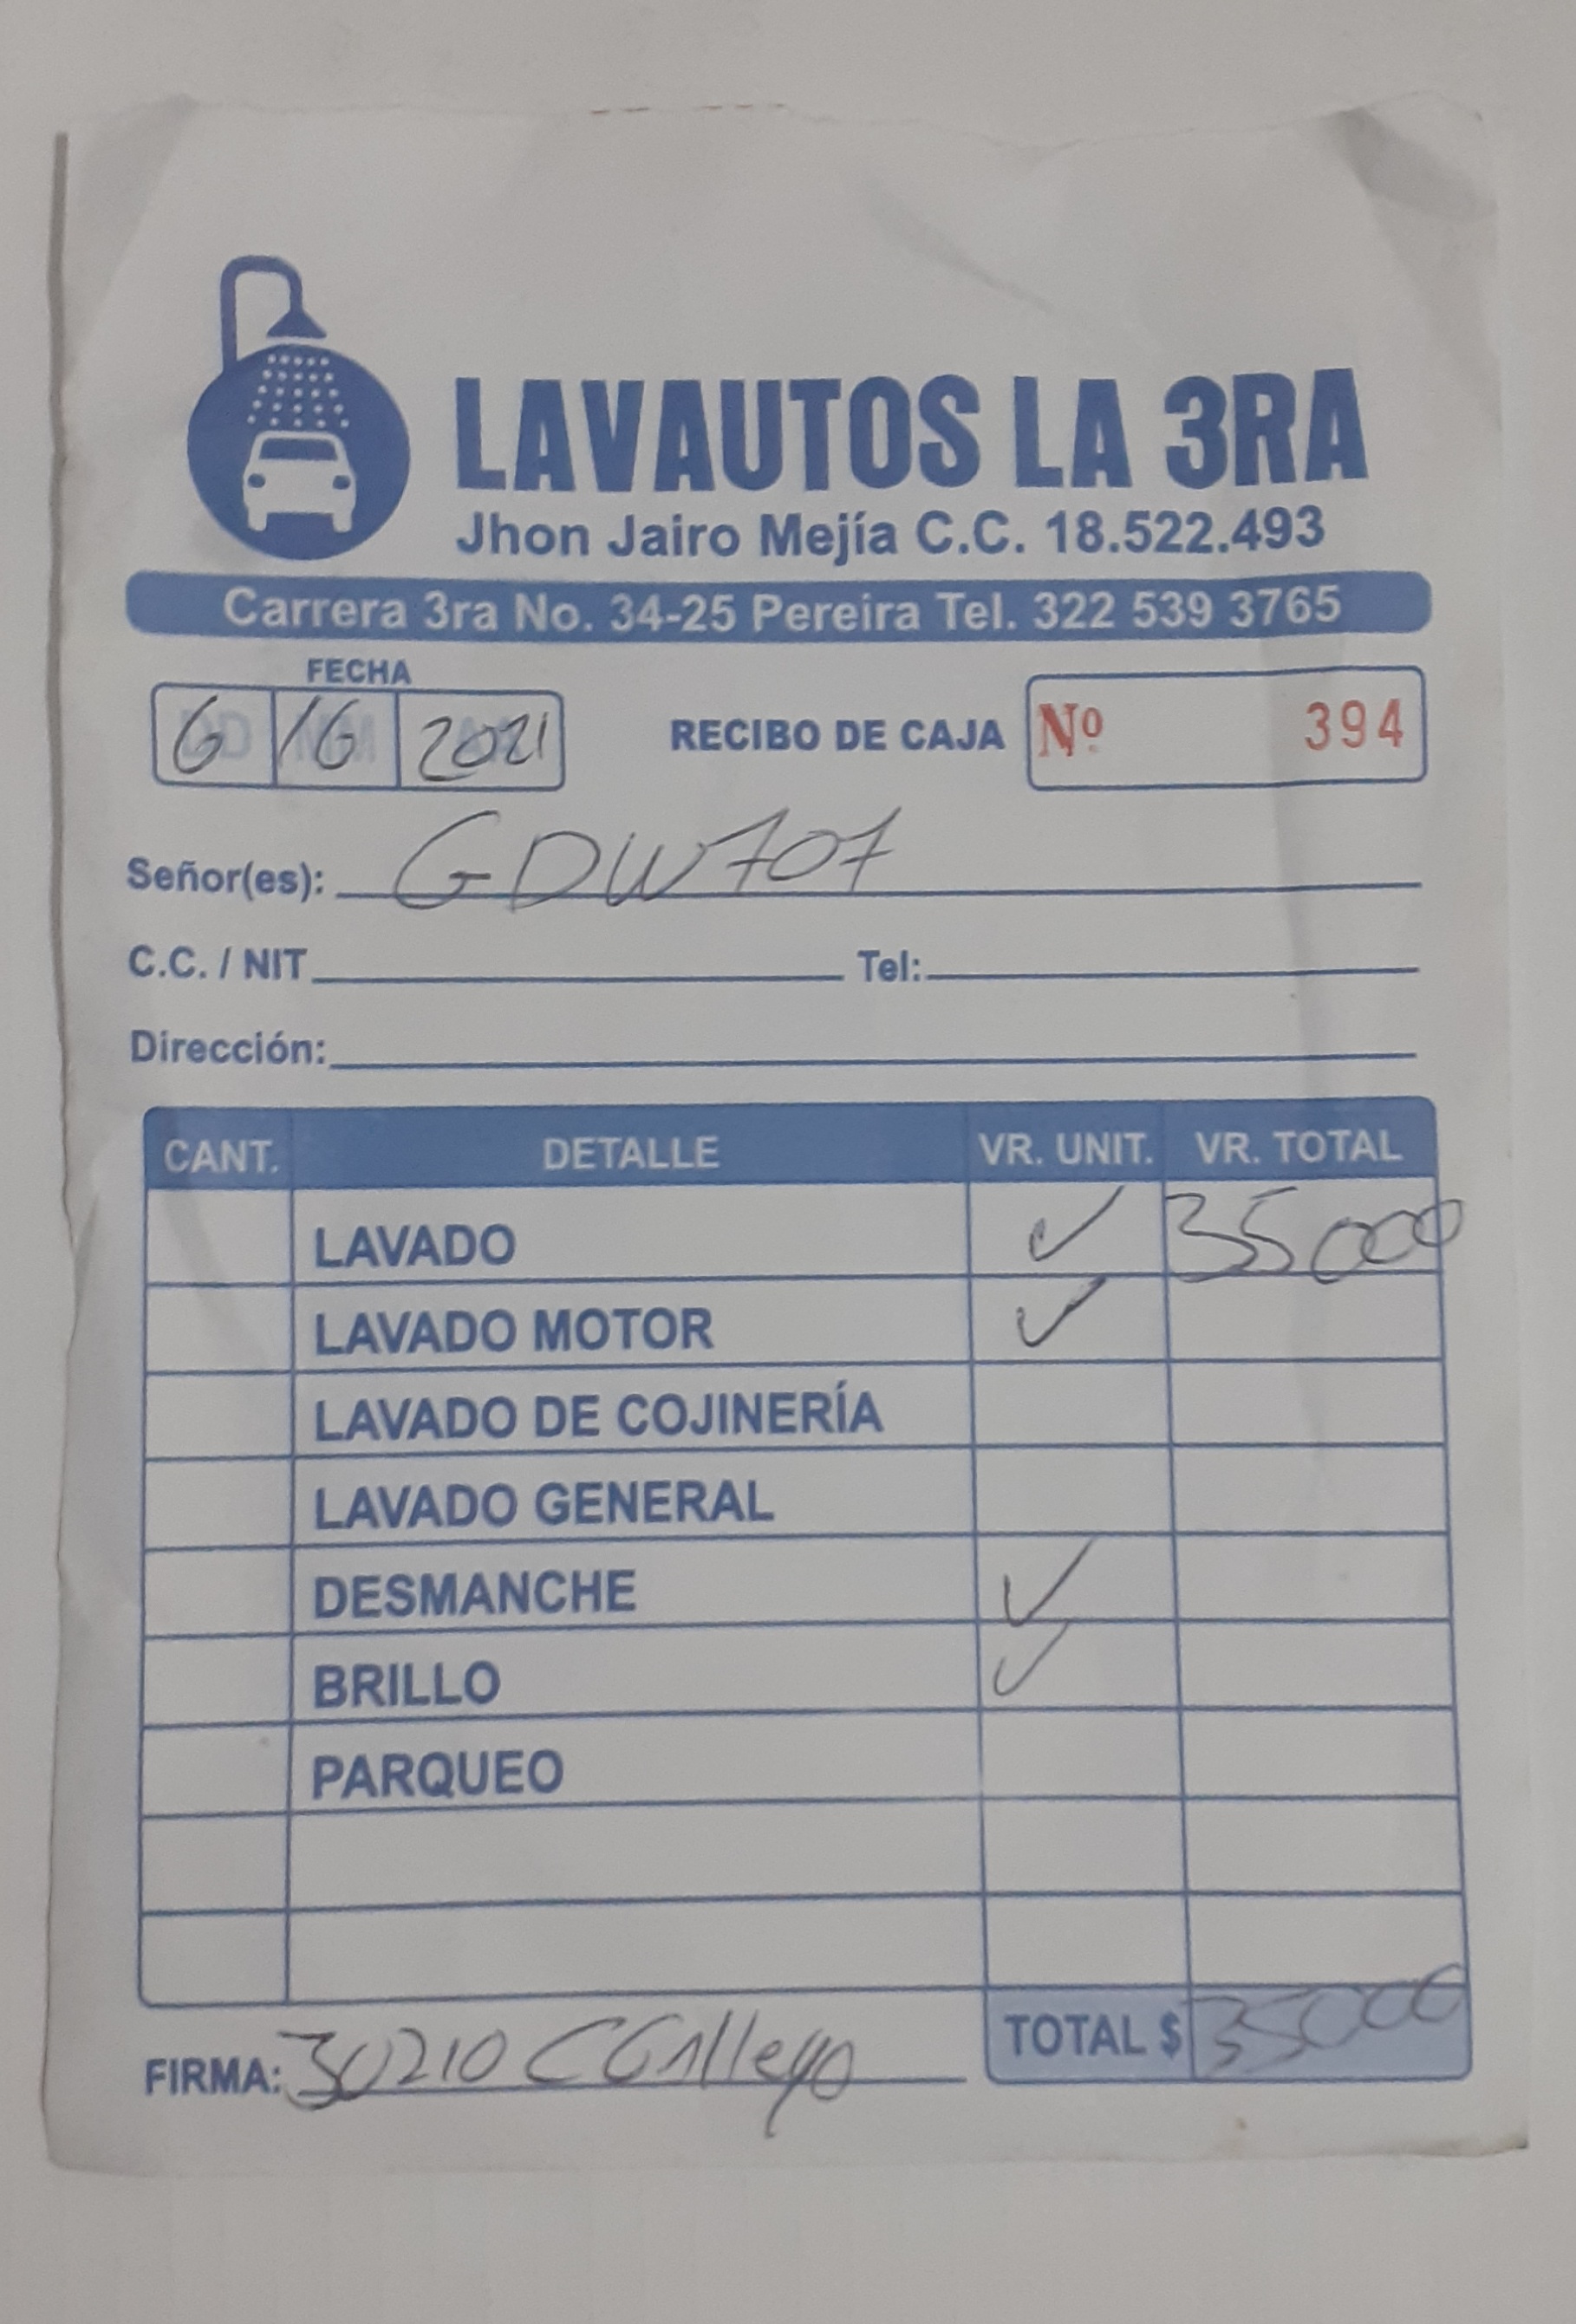 LAVAUTOS LA 3RA
Jhon Jairo Mejía C.C. 18.522.493
Carrera 3ra No. 34-25 Pereira Tel. 322 539 3765
FECHA
6 16 2021
RECIBO DE CAJA Nº 394
Señor(es): GDW707
C.C. / NIT Tel:
Dirección:
CANT. DETALLE VR. UNIT. VR. TOTAL
LAVADO ✓ 35000
LAVADO MOTOR ✓
LAVADO DE COJINERÍA
LAVADO GENERAL
DESMANCHE ✓
BRILLO ✓
PARQUEO
TOTAL $ 35000
FIRMA: